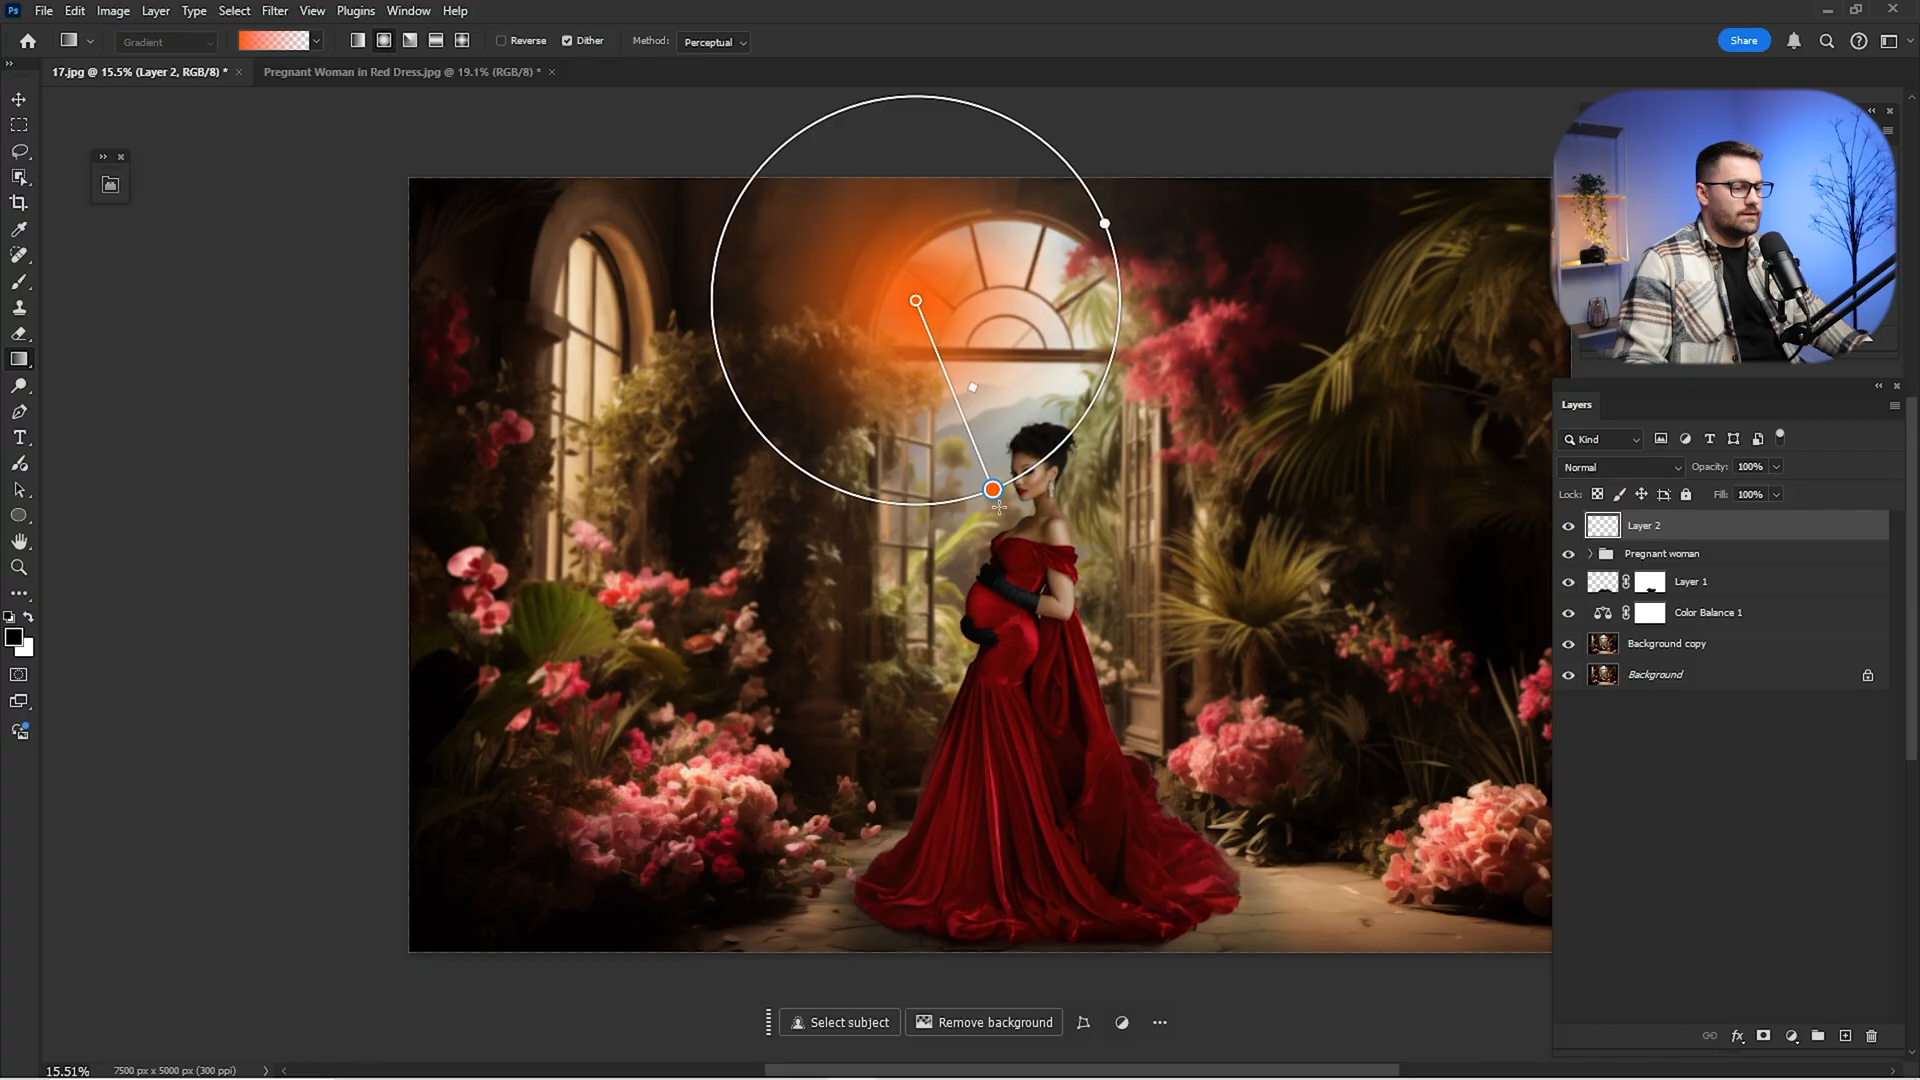 Ps File Edit Image Layer Type Select Filter View Plugins Window Help
Gradient Reverse Dither Method: Perceptual Share
17.jpg @ 15.5% (Layer 2, RGB/8) * × Pregnant Woman in Red Dress.jpg @ 19.1% (RGB/8) * ×
Layers
Kind
Normal Opacity: 100%
Lock: Fill: 100%
Layer 2
Pregnant woman
Layer 1
Color Balance 1
Background copy
Background
Select subject Remove background
fx
15.51% 7500 px x 5000 px (300 ppi)